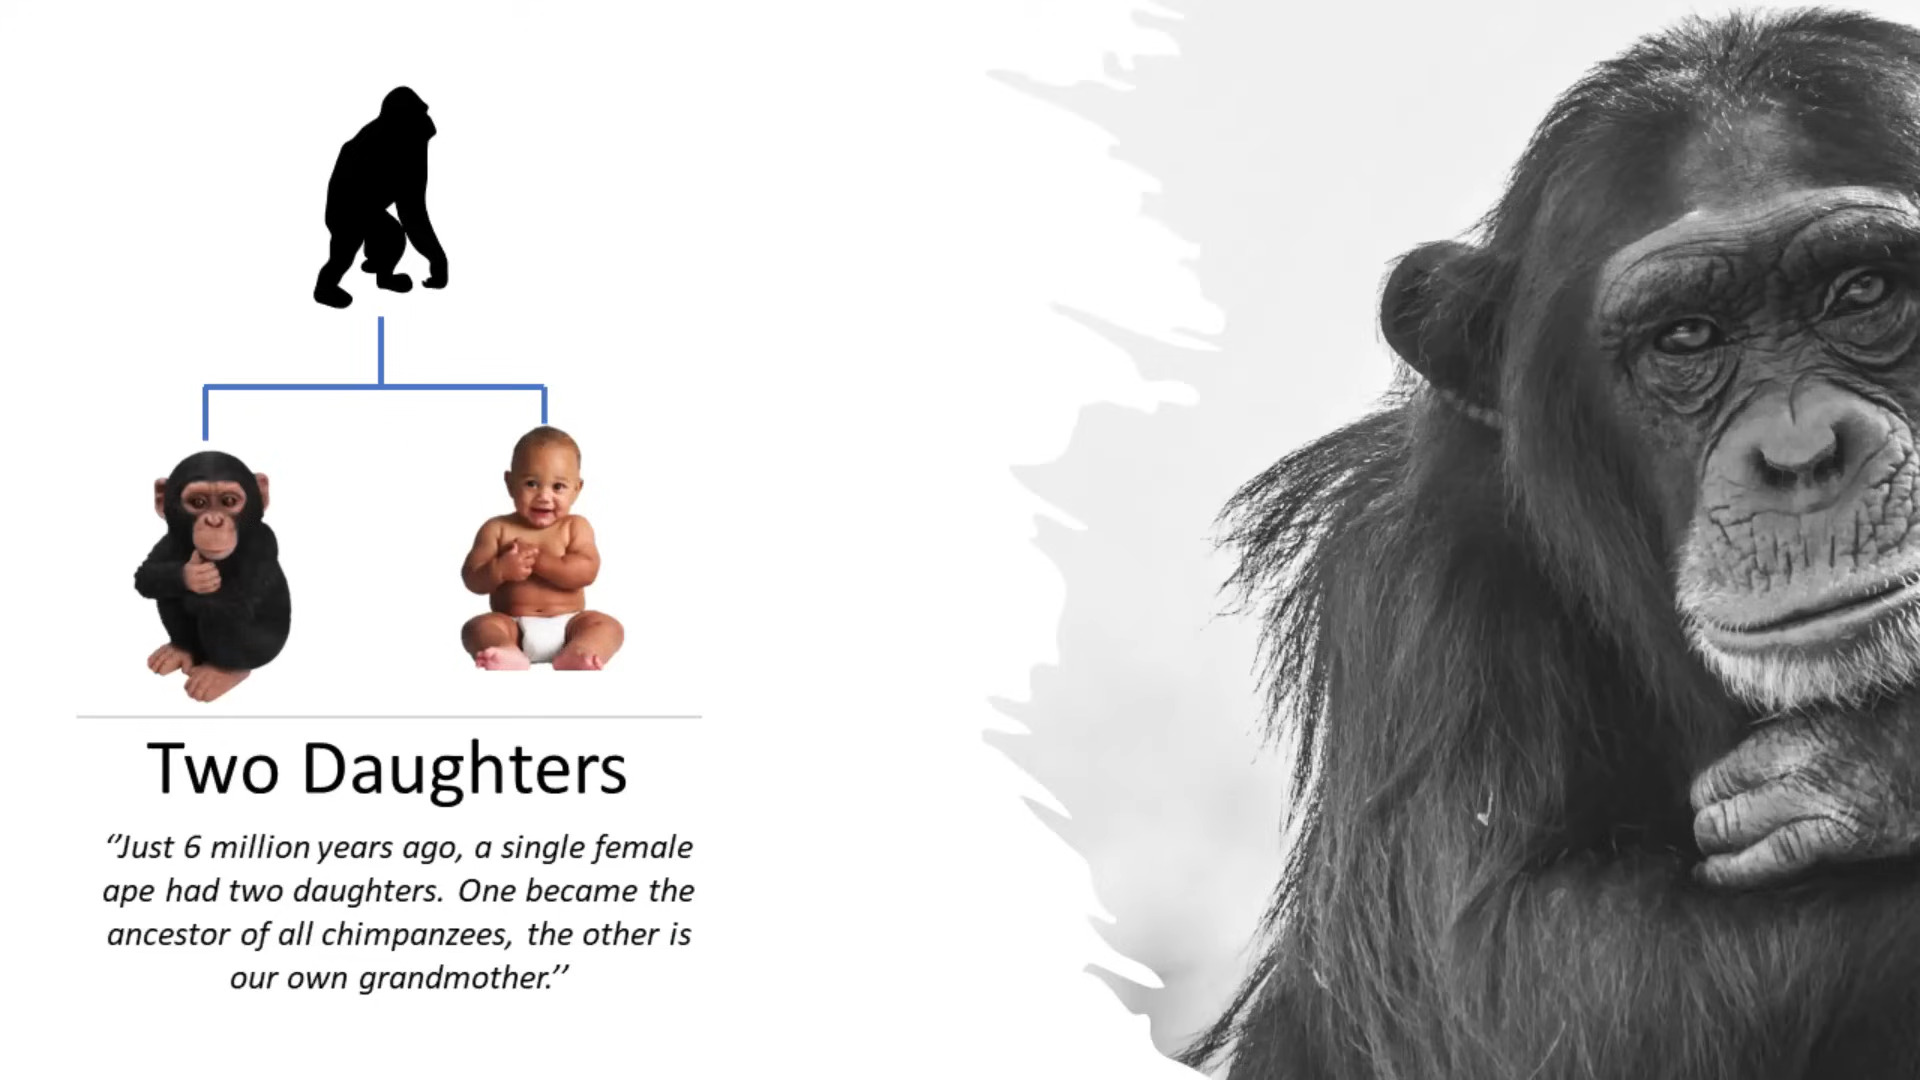 Two Daughters
‘’Just 6 million years ago, a single female
ape had two daughters. One became the
ancestor of all chimpanzees, the other is
our own grandmother.’’